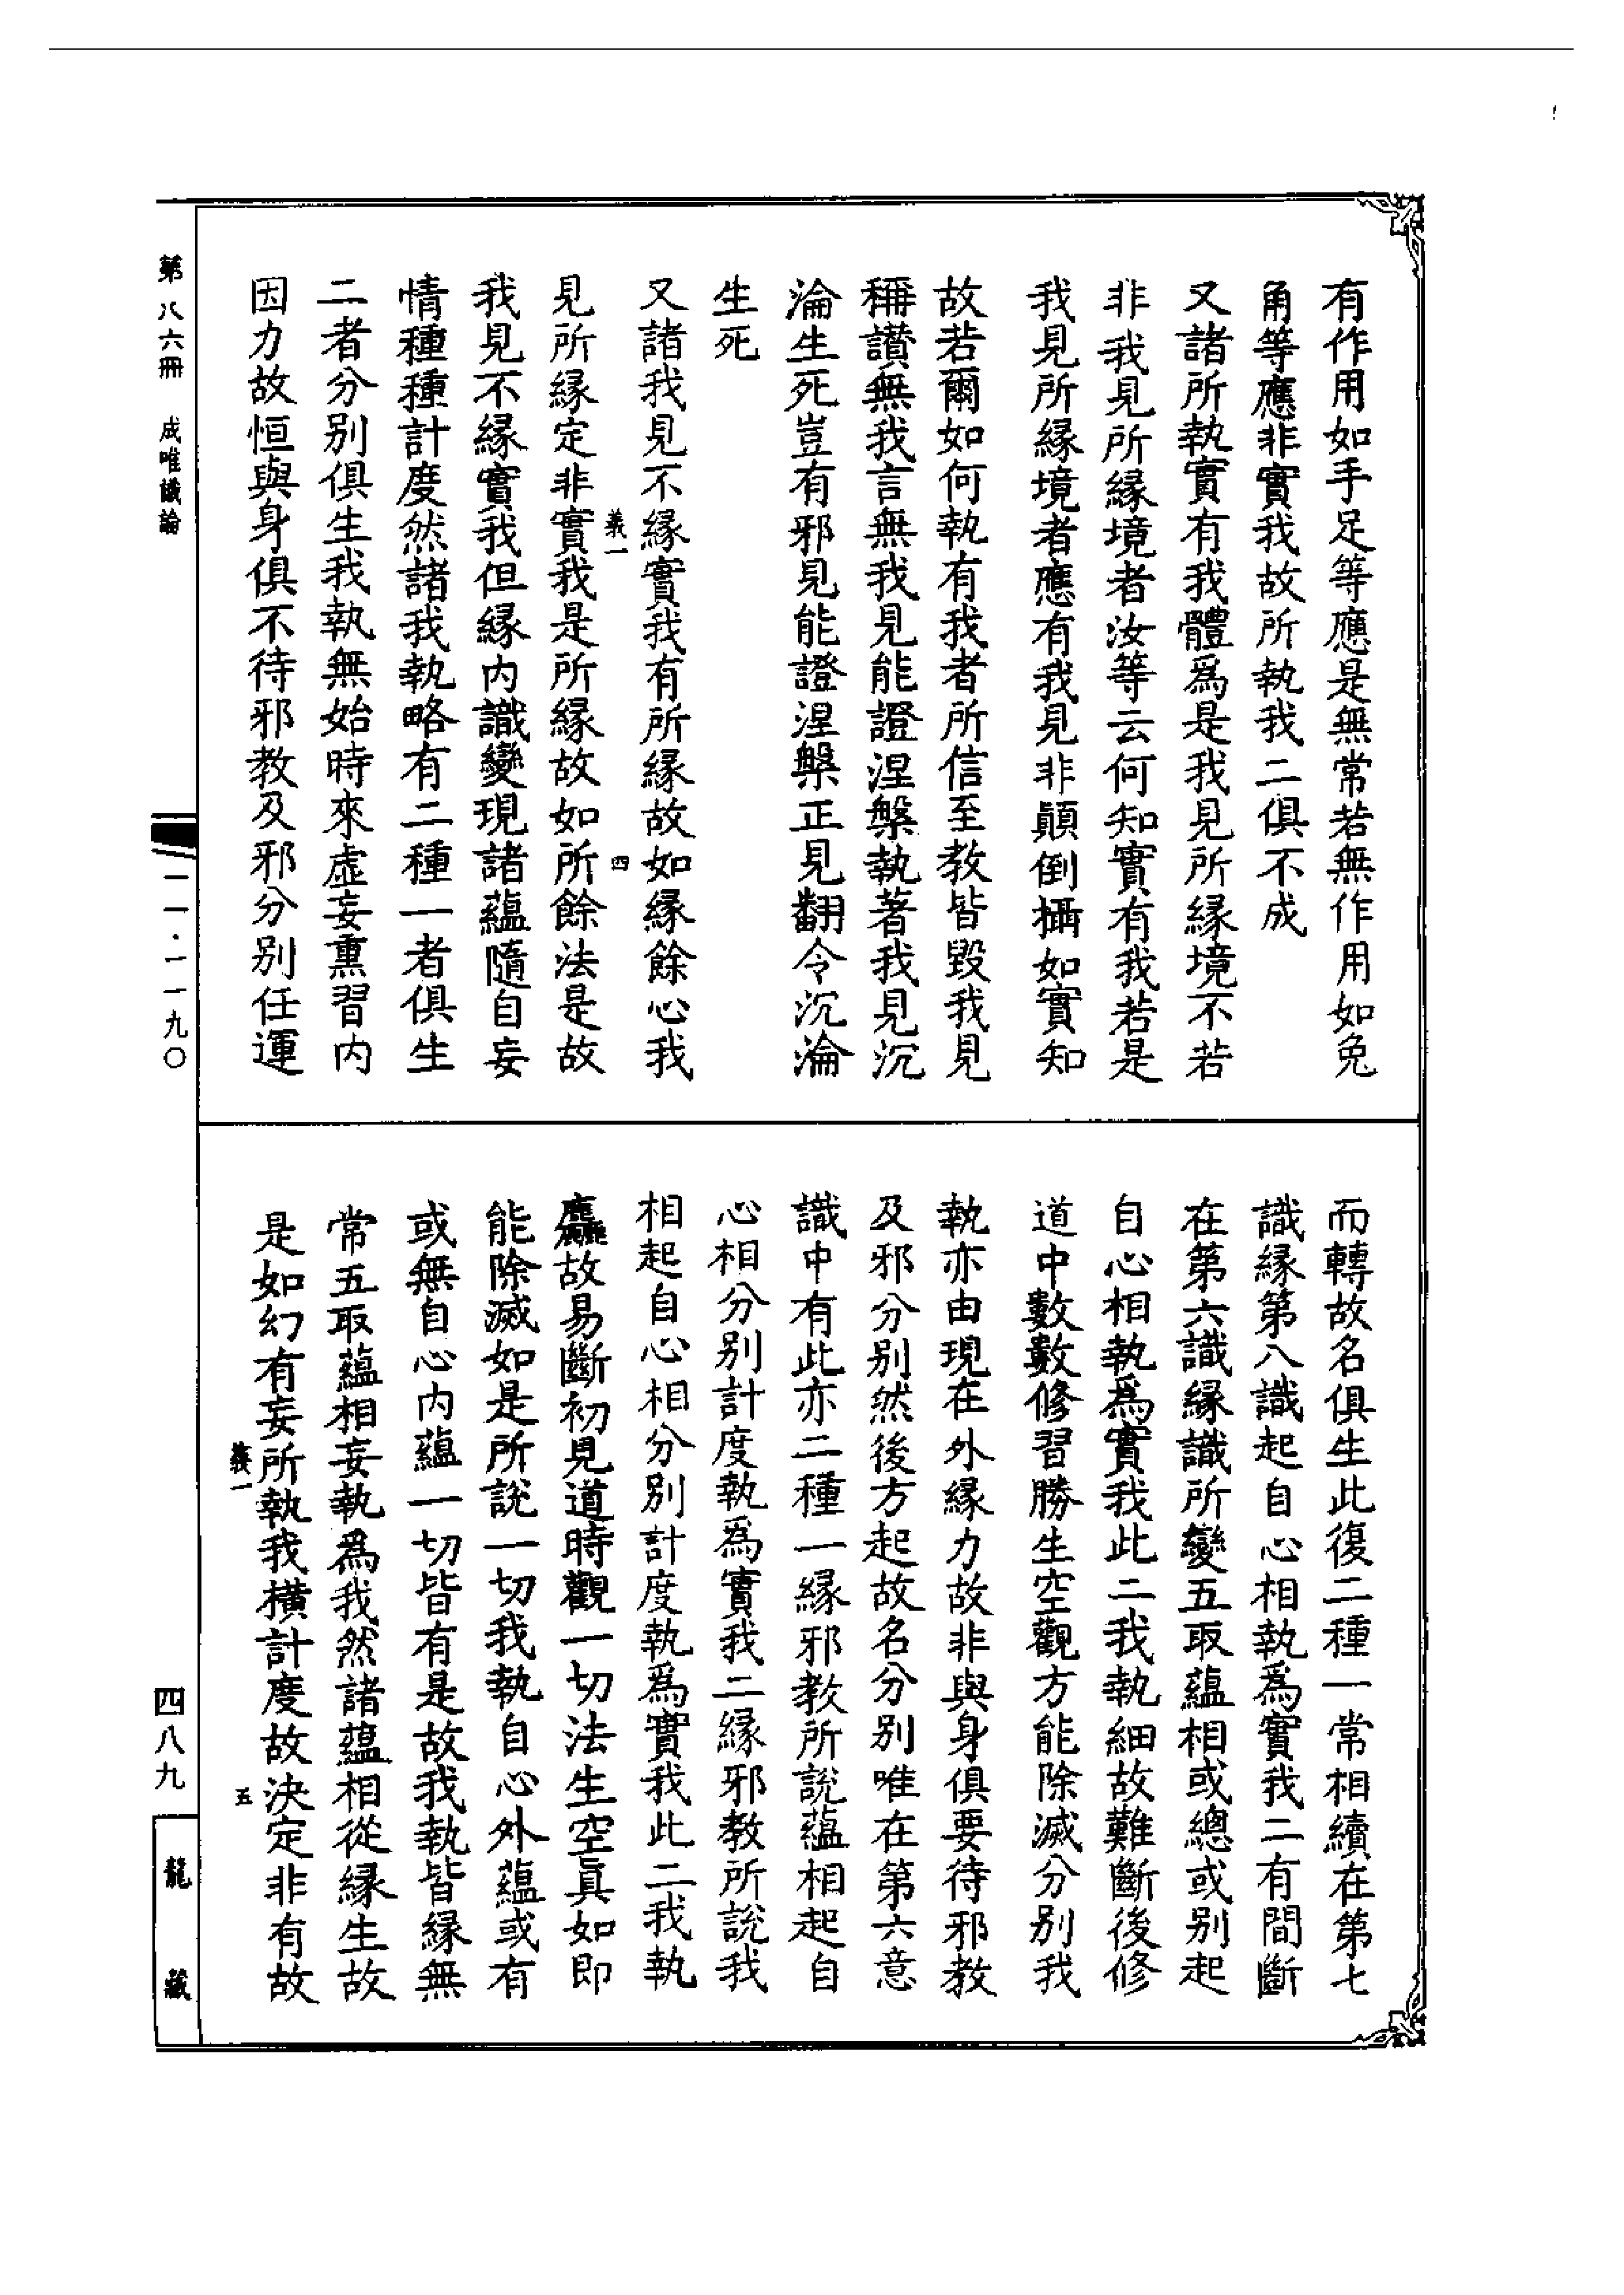 有作用如手足等應是無常若無作用如兔
角等應非實我故所執我二俱不成
又諸所執實有我體為是我見所緣境不若
非我見所緣境者汝等云何知實有我若是
我見所緣境者應有我見非顛倒攝如實知
故若爾如何執有我者所信至教皆毀我見
稱讚無我言無我見能證涅槃執著我見沉
淪生死豈有邪見能證涅槃正見翻令沉淪
生死
又諸我見不緣實我有所緣故如緣餘心我
義一
四
見所緣定非實我是所緣故如所餘法是故
我見不緣實我但緣內識變現諸蘊隨自妄
情種種計度然諸我執略有二種一者俱生
二者分別俱生我執無始時來虛妄熏習內
因力故恒與身俱不待邪教及邪分別任運
而轉故名俱生此復二種一常相續在第七
識緣第八識起自心相執為實我二有間斷
在第六識緣識所變五取蘊相或總或別起
自心相執為實我此二我執細故難斷後修
道中數數修習勝生空觀方能除滅分別我
執亦由現在外緣力故非與身俱要待邪教
及邪分別然後方起故名分別唯在第六意
識中有此亦二種一緣邪教所說蘊相起自
心相分別計度執為實我二緣邪教所說我
相起自心相分別計度執為實我此二我執
麤故易斷初見道時觀一切法生空真如即
能除滅如是所說一切我執自心外蘊或有
或無自心內蘊一切皆有是故我執皆緣無
常五取蘊相妄執為我然諸蘊相從緣生故
是如幻有妄所執我橫計度故決定非有故
義一
五
第八六冊 成唯識論
一一·一一九〇
四八九
龍藏